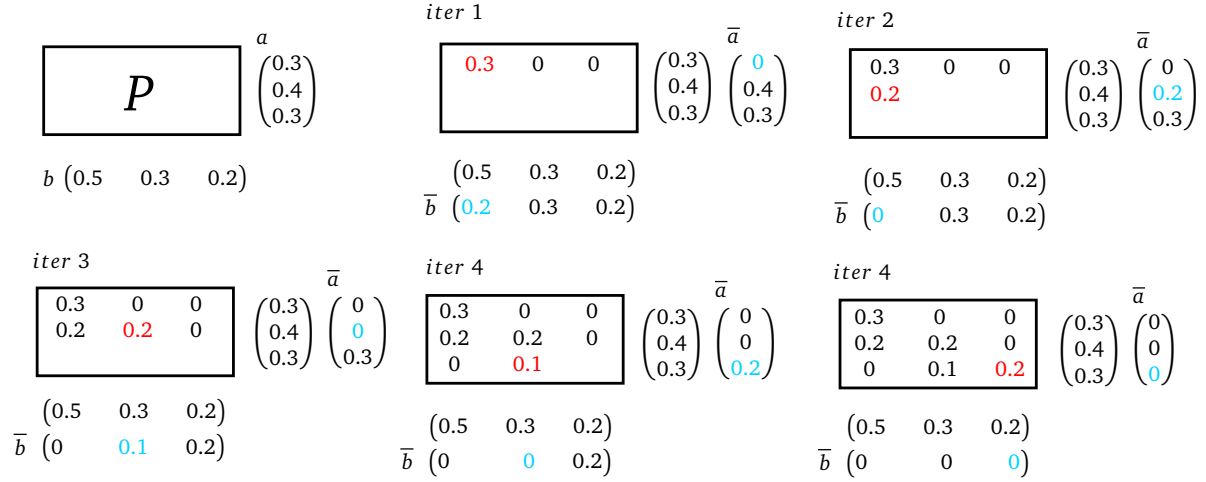 a
P
(0.3
0.4
0.3)
b (0.5 0.3 0.2)
iter 1
a̅
0.3 0 0
(0.3
0.4
0.3)
(0
0.4
0.3)
(0.5 0.3 0.2)
b̅ (0.2 0.3 0.2)
iter 2
a̅
0.3 0 0
0.2
(0.3
0.4
0.3)
(0
0.2
0.3)
(0.5 0.3 0.2)
b̅ (0 0.3 0.2)
iter 3
a̅
0.3 0 0
0.2 0.2 0
(0.3
0.4
0.3)
(0
0
0.3)
(0.5 0.3 0.2)
b̅ (0 0.1 0.2)
iter 4
a̅
0.3 0 0
0.2 0.2 0
0 0.1
(0.3
0.4
0.3)
(0
0
0.2)
(0.5 0.3 0.2)
b̅ (0 0 0.2)
iter 4
a̅
0.3 0 0
0.2 0.2 0
0 0.1 0.2
(0.3
0.4
0.3)
(0
0
0)
(0.5 0.3 0.2)
b̅ (0 0 0)